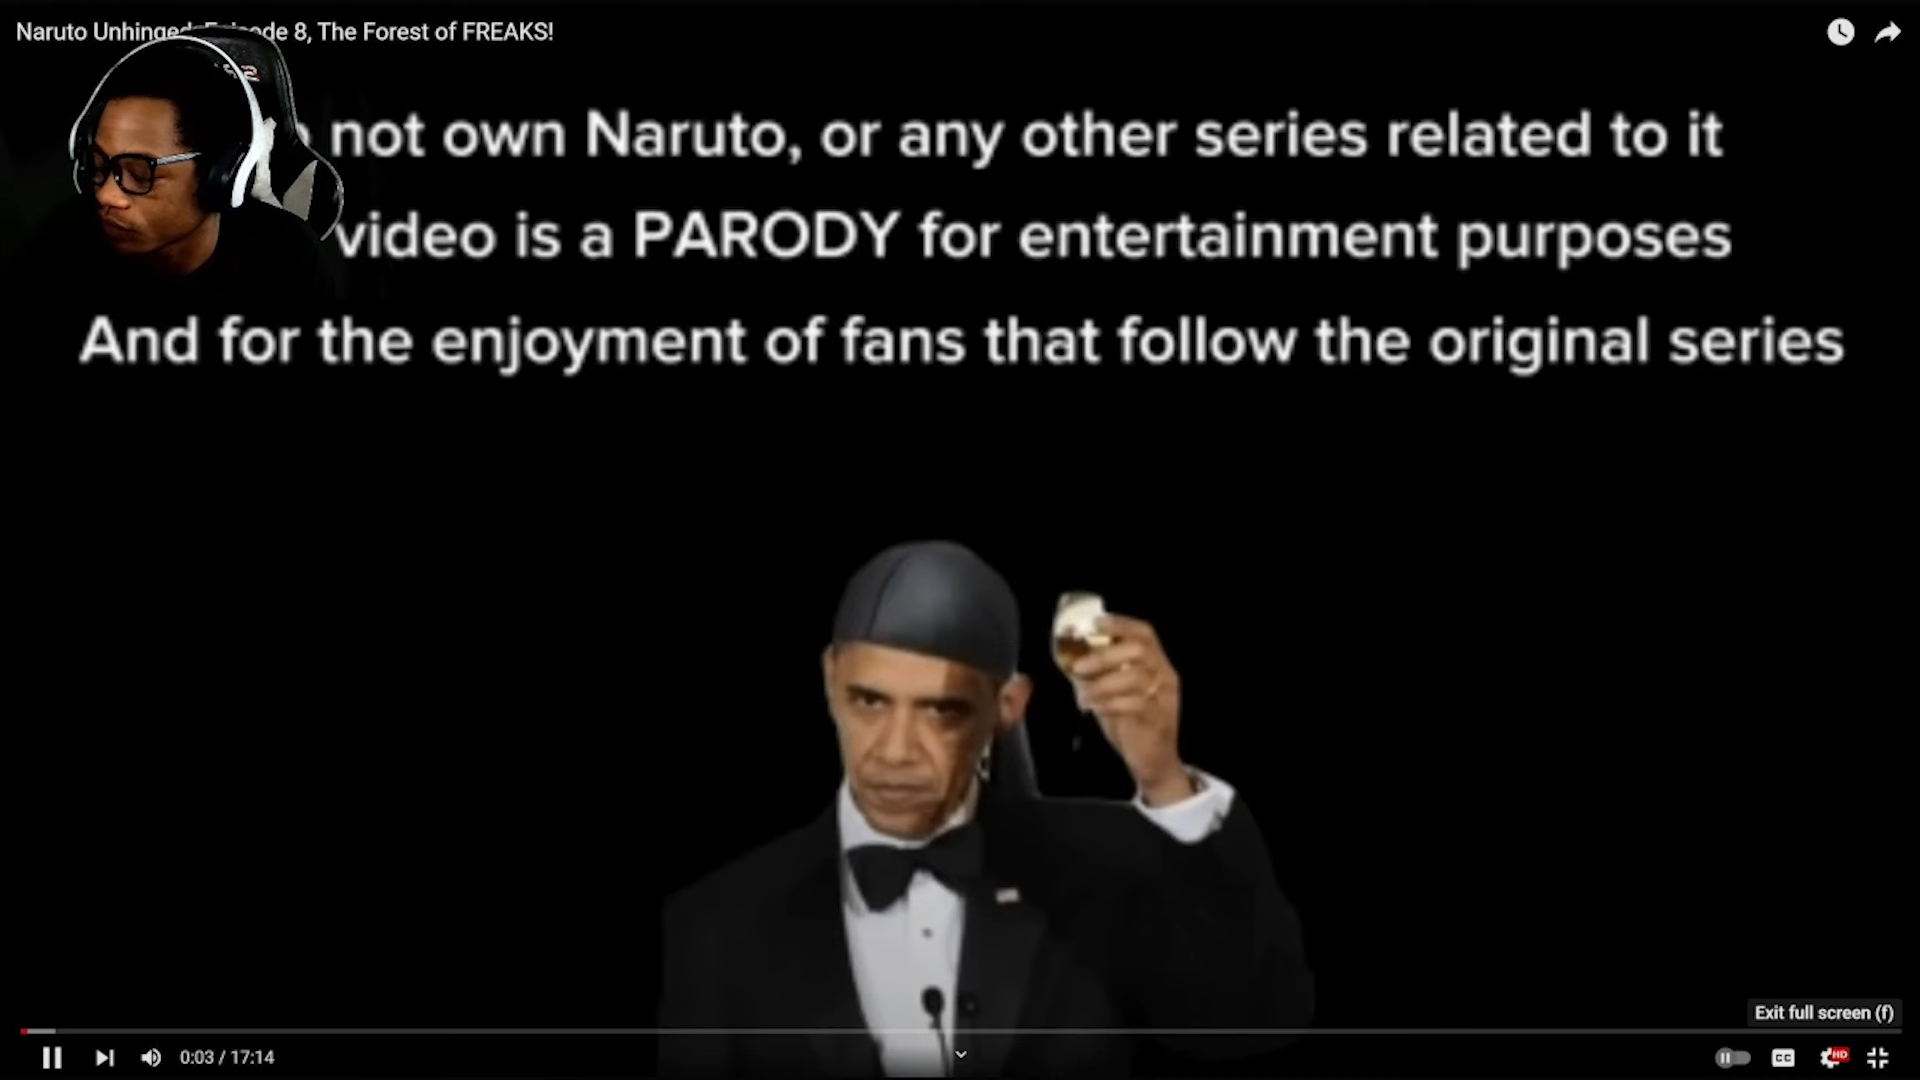 Naruto Unhinged: Episode 8, The Forest of FREAKS!
not own Naruto, or any other series related to it
video is a PARODY for entertainment purposes
And for the enjoyment of fans that follow the original series
Exit full screen (f)
0:03 / 17:14
CC
HD